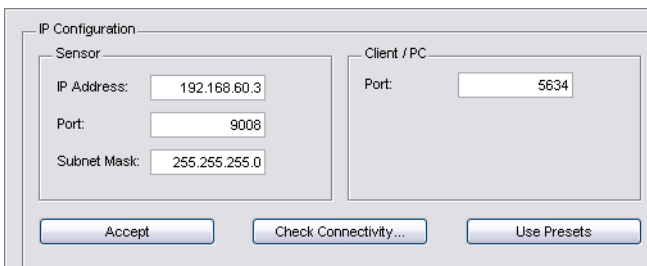 IP Configuration
Sensor
IP Address: 192.168.60.3
Port: 9008
Subnet Mask: 255.255.255.0
Client / PC
Port: 5634
Accept
Check Connectivity...
Use Presets